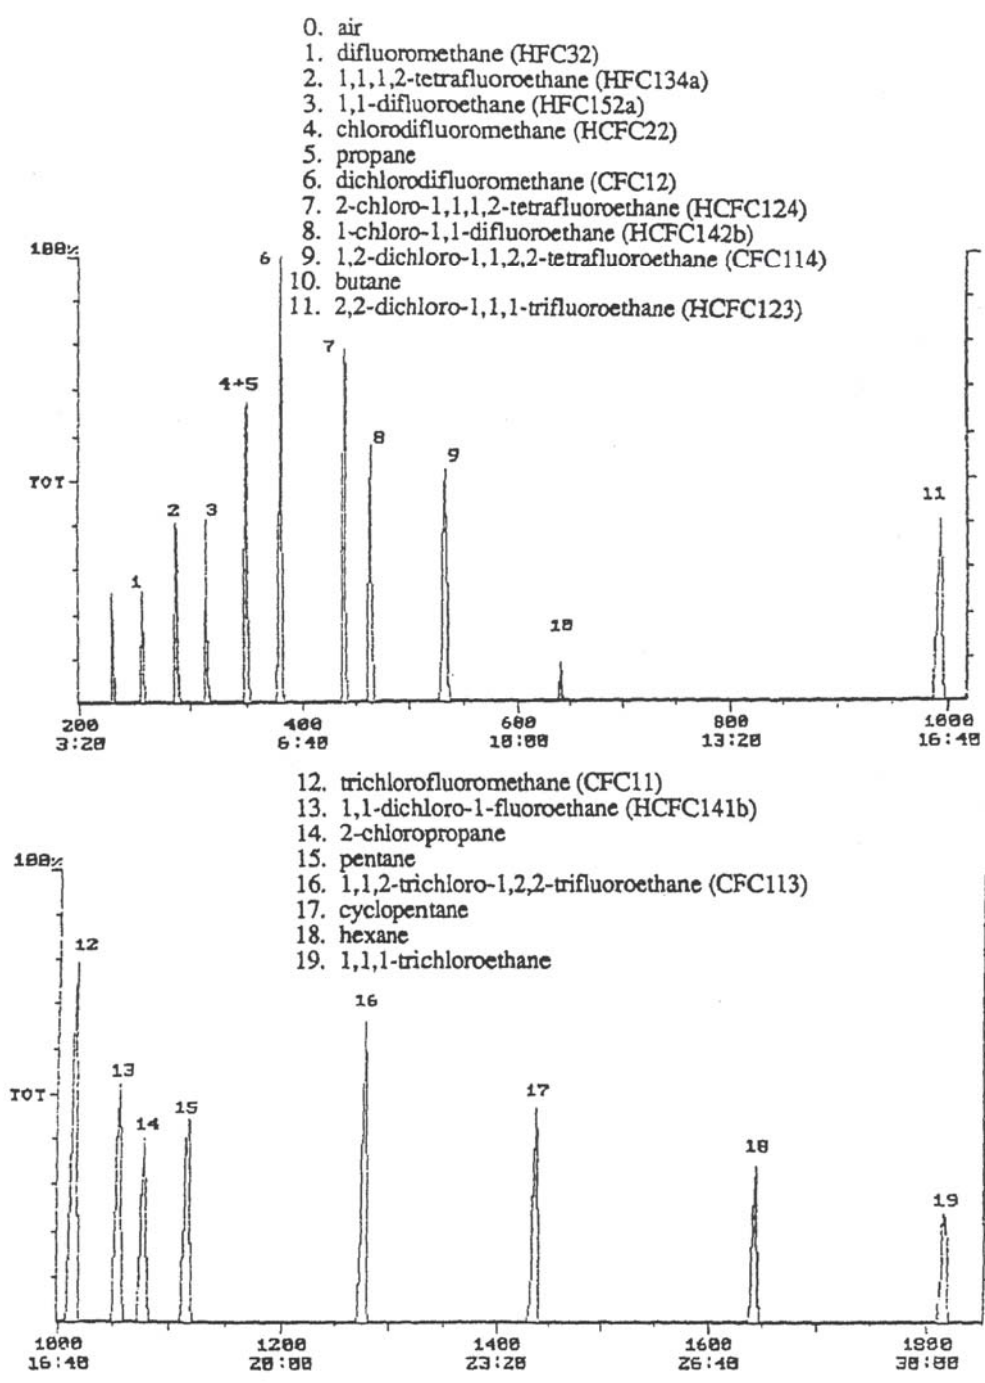 0. air
1. difluoromethane (HFC32)
2. 1,1,1,2-tetrafluoroethane (HFC134a)
3. 1,1-difluoroethane (HFC152a)
4. chlorodifluoromethane (HCFC22)
5. propane
6. dichlorodifluoromethane (CFC12)
7. 2-chloro-1,1,1,2-tetrafluoroethane (HCFC124)
8. 1-chloro-1,1-difluoroethane (HCFC142b)
9. 1,2-dichloro-1,1,2,2-tetrafluoroethane (CFC114)
10. butane
11. 2,2-dichloro-1,1,1-trifluoroethane (HCFC123)
100%
6
7
4+5
8
9
TOT
11
2
3
1
10
200 400 600 800 1000
3:20 6:40 10:00 13:20 16:40
12. trichlorofluoromethane (CFC11)
13. 1,1-dichloro-1-fluoroethane (HCFC141b)
14. 2-chloropropane
15. pentane
16. 1,1,2-trichloro-1,2,2-trifluoroethane (CFC113)
17. cyclopentane
18. hexane
19. 1,1,1-trichloroethane
100%
12
16
13
TOT
17
15
14
18
19
1000 1200 1400 1600 1800
16:40 20:00 23:20 26:40 30:00